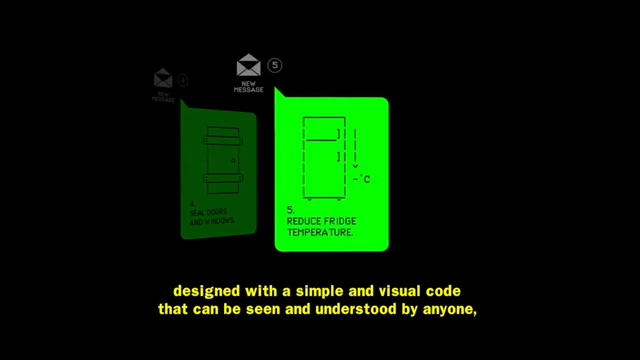 NEW
MESSAGE
5
NEW
MESSAGE
4.
SEAL DOORS
AND WINDOWS.
-°C
5.
REDUCE FRIDGE
TEMPERATURE.
designed with a simple and visual code
that can be seen and understood by anyone,